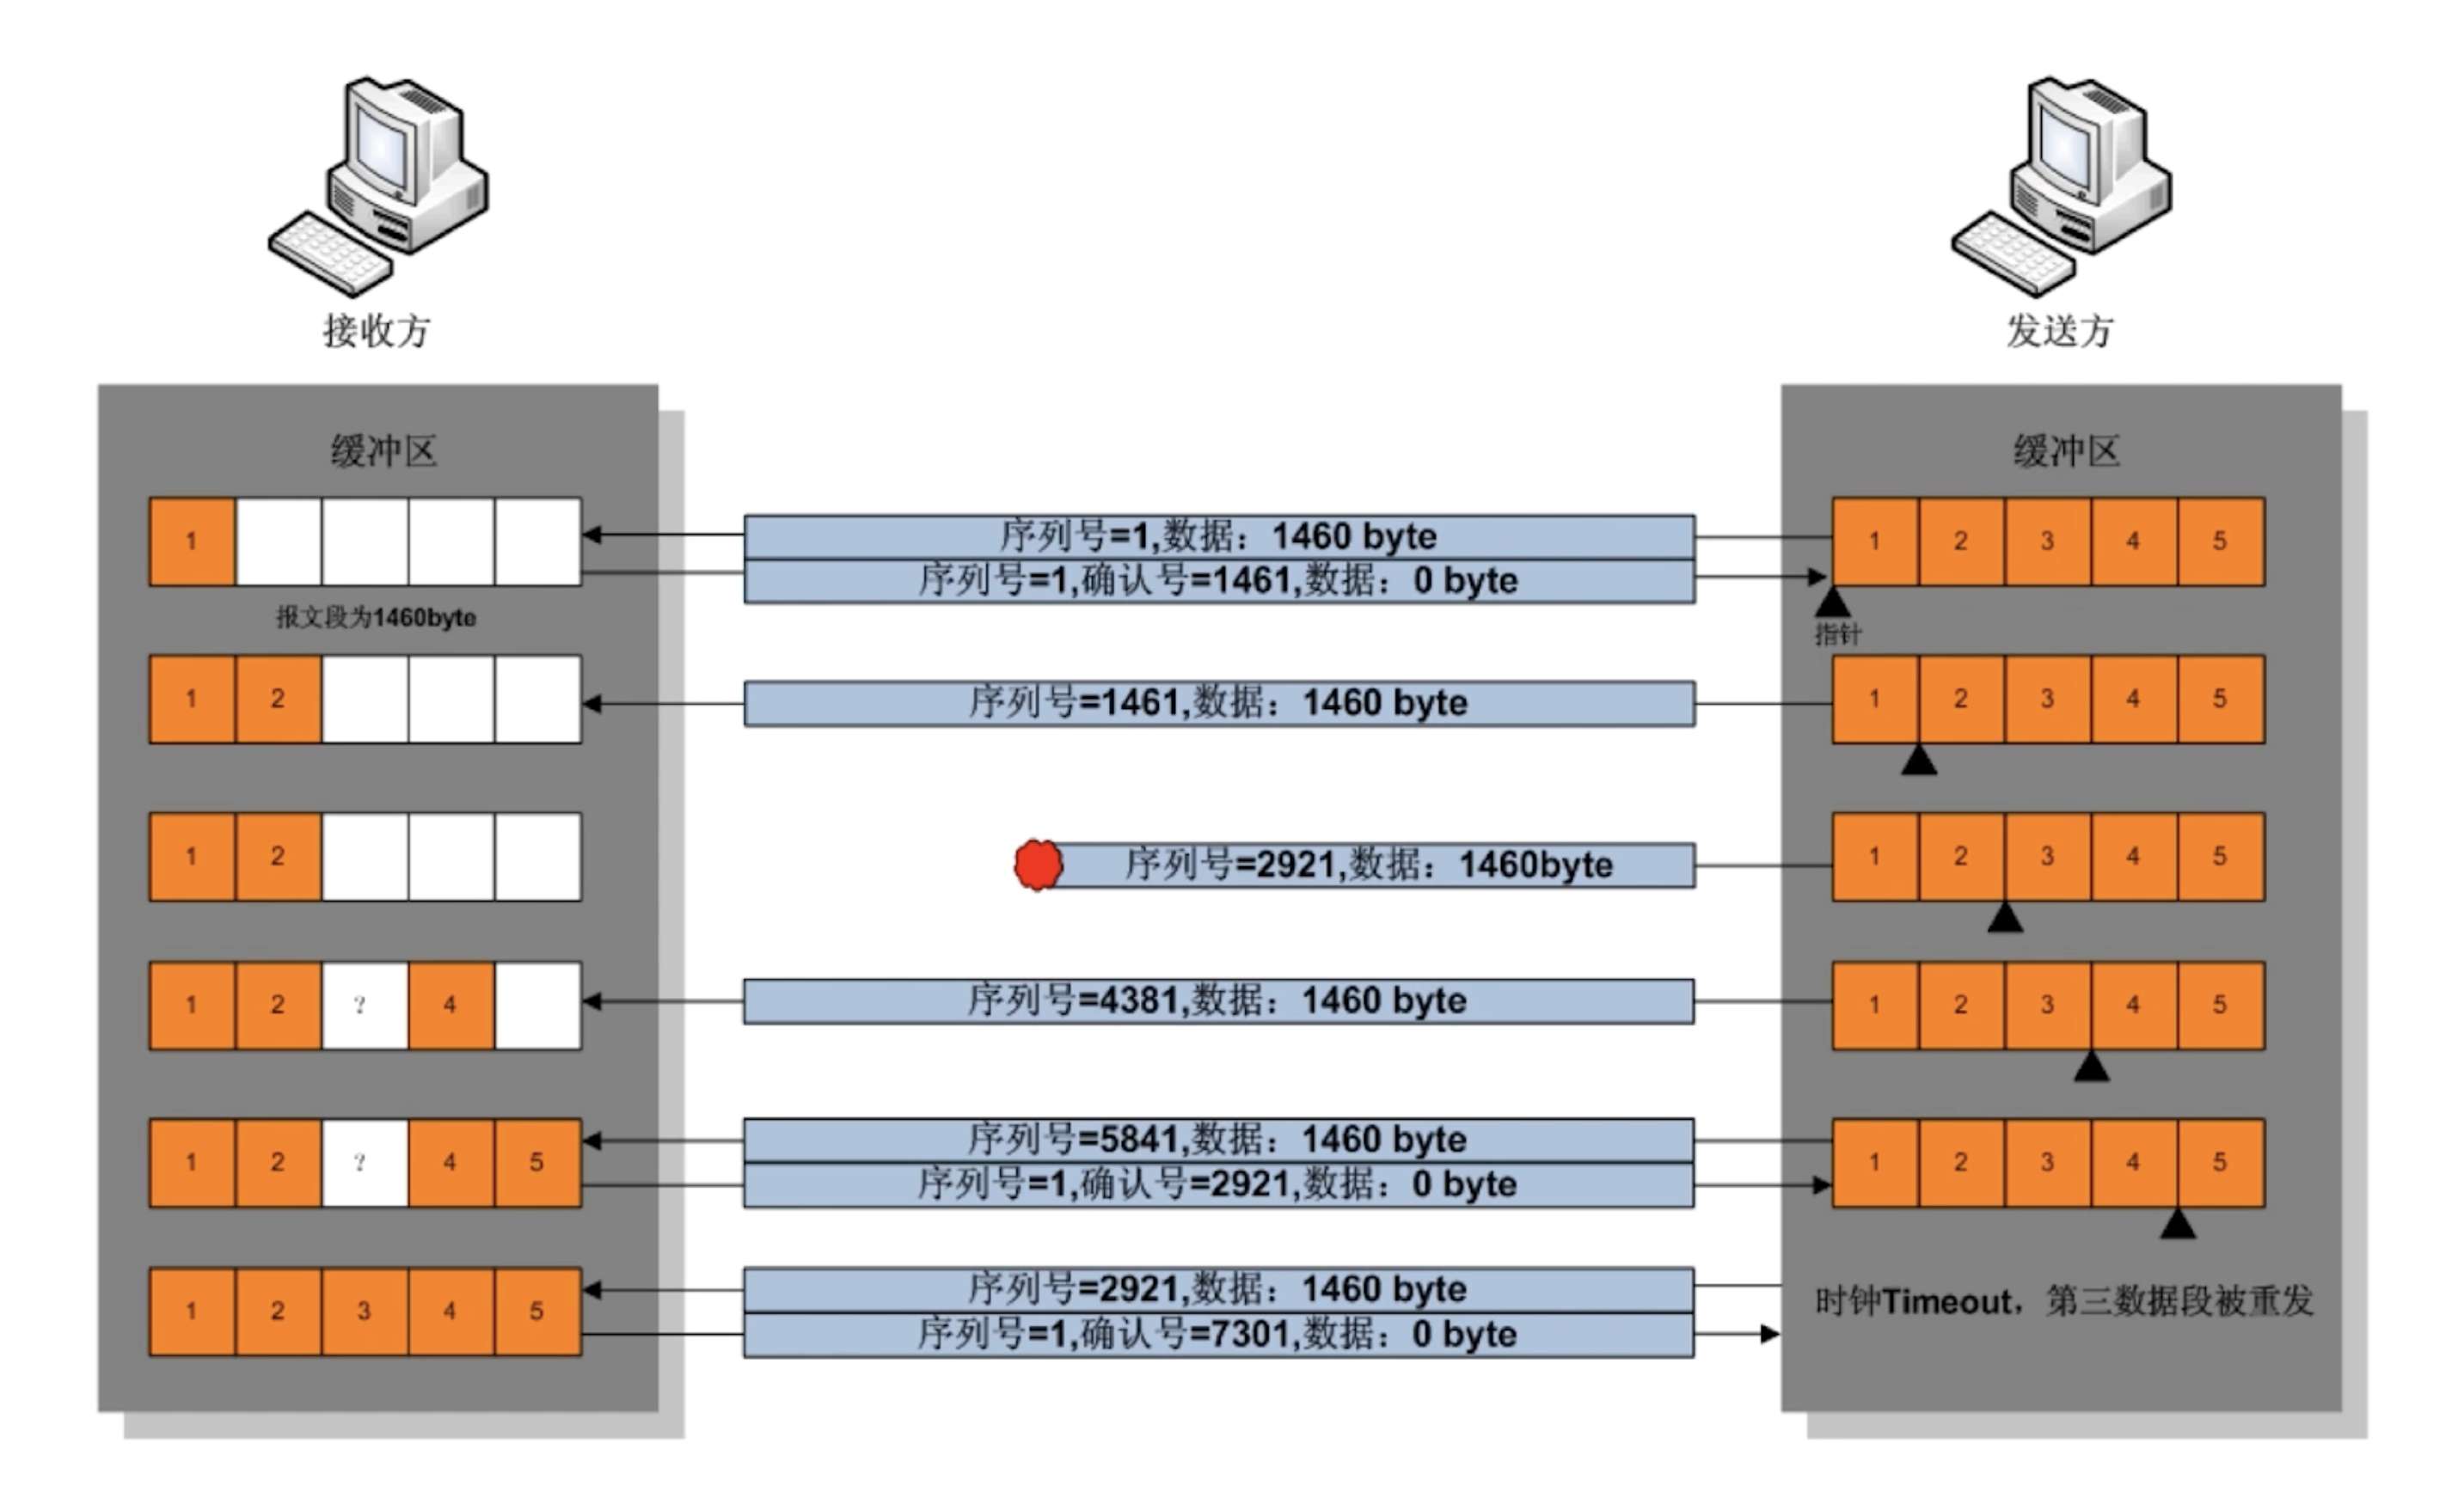 接收方
发送方
缓冲区
缓冲区
1
序列号=1,数据：1460 byte
1 2 3 4 5
序列号=1,确认号=1461,数据：0 byte
报文段为1460byte
指针
1 2
序列号=1461,数据：1460 byte
1 2 3 4 5
1 2
序列号=2921,数据：1460byte
1 2 3 4 5
1 2 ? 4
序列号=4381,数据：1460 byte
1 2 3 4 5
1 2 ? 4 5
序列号=5841,数据：1460 byte
序列号=1,确认号=2921,数据：0 byte
1 2 3 4 5
1 2 3 4 5
序列号=2921,数据：1460 byte
序列号=1,确认号=7301,数据：0 byte
时钟Timeout，第三数据段被重发